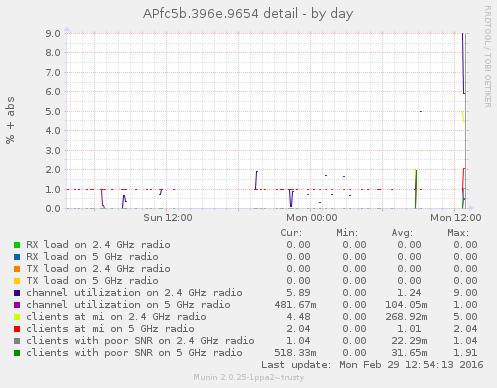 APfc5b.396e.9654 detail - by day
RRDTOOL / TOBI OETIKER
% + abs
9.0
8.0
7.0
6.0
5.0
4.0
3.0
2.0
1.0
0.0
Sun 12:00 Mon 00:00 Mon 12:00
Cur: Min: Avg: Max:
RX load on 2.4 GHz radio 0.00 0.00 0.00 0.00
RX load on 5 GHz radio 0.00 0.00 0.00 0.00
TX load on 2.4 GHz radio 0.00 0.00 0.00 0.00
TX load on 5 GHz radio 0.00 0.00 0.00 0.00
channel utilization on 2.4 GHz radio 5.89 0.00 1.24 9.00
channel utilization on 5 GHz radio 481.67m 0.00 104.05m 1.00
clients at mi on 2.4 GHz radio 4.48 0.00 268.92m 5.00
clients at mi on 5 GHz radio 2.04 0.00 1.01 2.04
clients with poor SNR on 2.4 GHz radio 1.04 0.00 22.29m 1.04
clients with poor SNR on 5 GHz radio 518.33m 0.00 31.65m 1.91
Last update: Mon Feb 29 12:54:13 2016
Munin 2.0.25-1ppa2~trusty